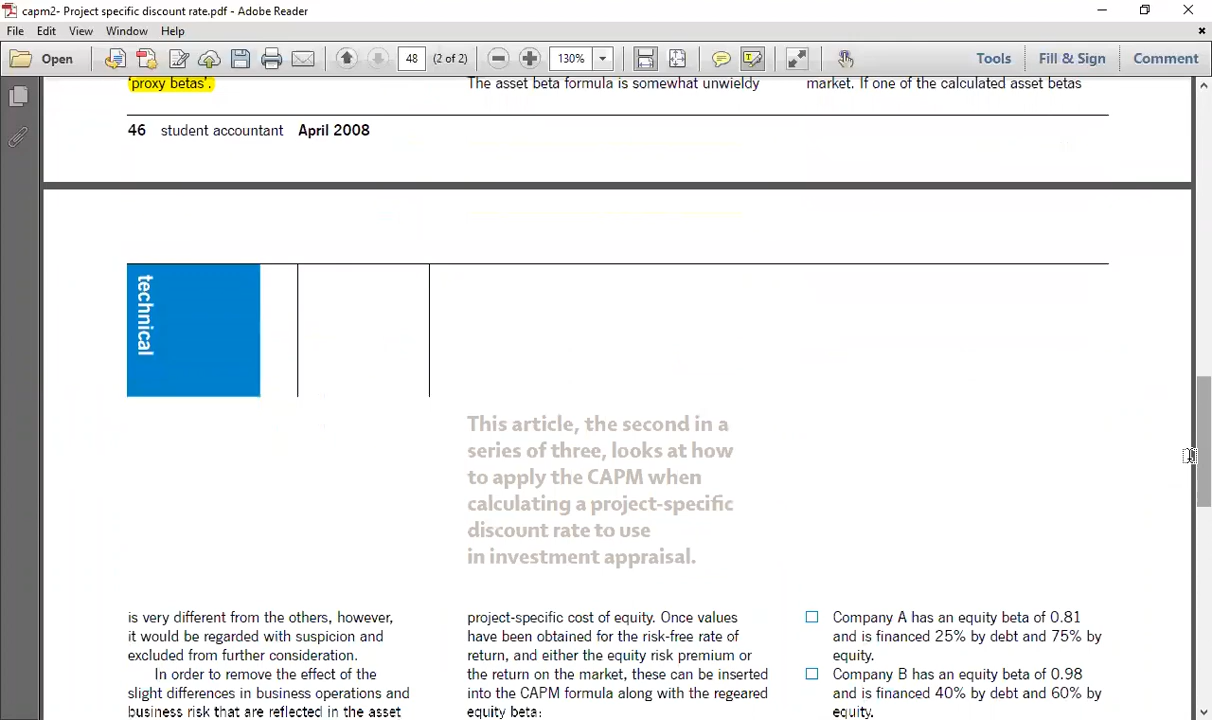 capm2- Project specific discount rate.pdf - Adobe Reader
File Edit View Window Help
Open 48 (2 of 2) 130% Tools Fill & Sign Comment
'proxy betas'.
The asset beta formula is somewhat unwieldy
market. If one of the calculated asset betas
46 student accountant April 2008
technical
This article, the second in a
series of three, looks at how
to apply the CAPM when
calculating a project-specific
discount rate to use
in investment appraisal.
is very different from the others, however,
it would be regarded with suspicion and
excluded from further consideration.
In order to remove the effect of the
slight differences in business operations and
business risk that are reflected in the asset
project-specific cost of equity. Once values
have been obtained for the risk-free rate of
return, and either the equity risk premium or
the return on the market, these can be inserted
into the CAPM formula along with the regeared
equity beta:
Company A has an equity beta of 0.81
and is financed 25% by debt and 75% by
equity.
Company B has an equity beta of 0.98
and is financed 40% by debt and 60% by
equity.